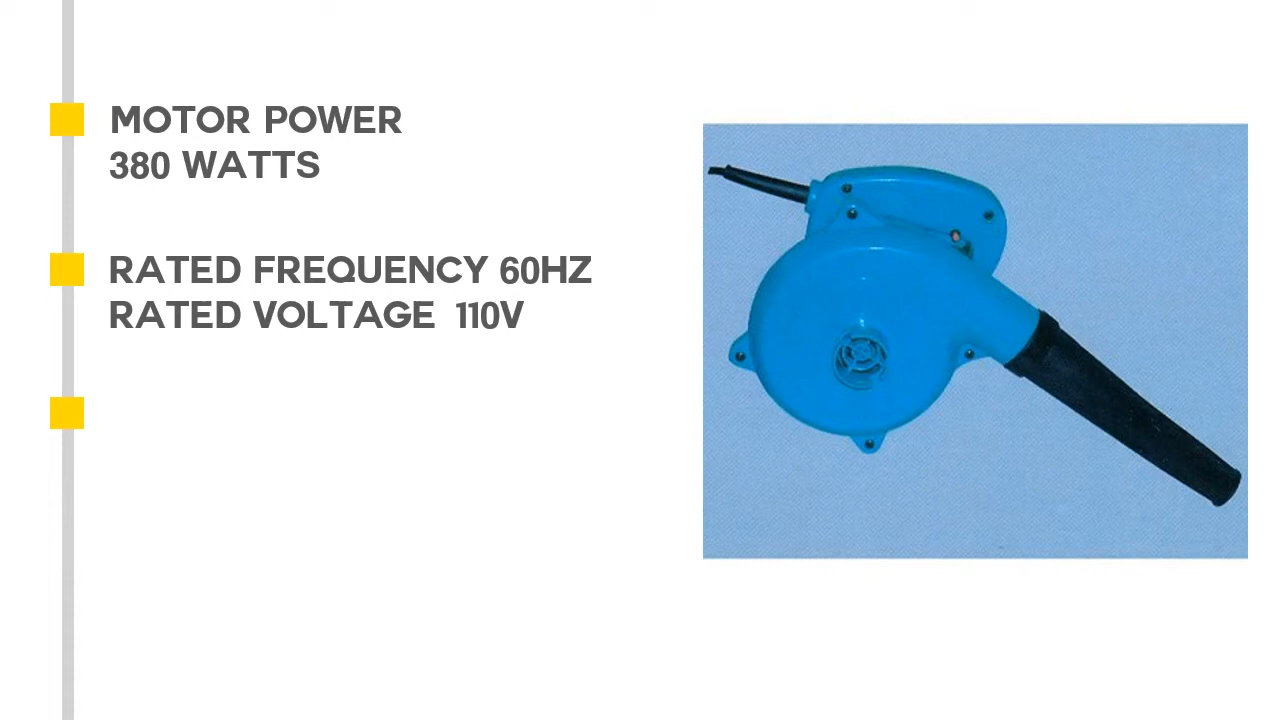 MOTOR POWER
380 WATTS
RATED FREQUENCY 60HZ
RATED VOLTAGE 110V